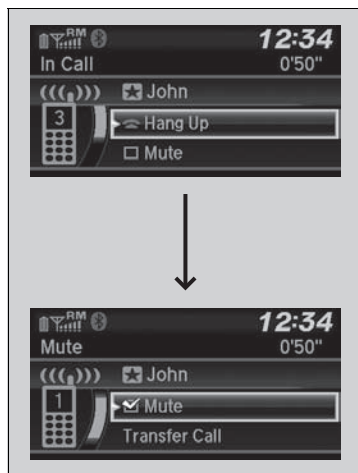 RM 12:34
In Call 0'50"
John
3
Hang Up
Mute
RM 12:34
Mute 0'50"
John
1
Mute
Transfer Call